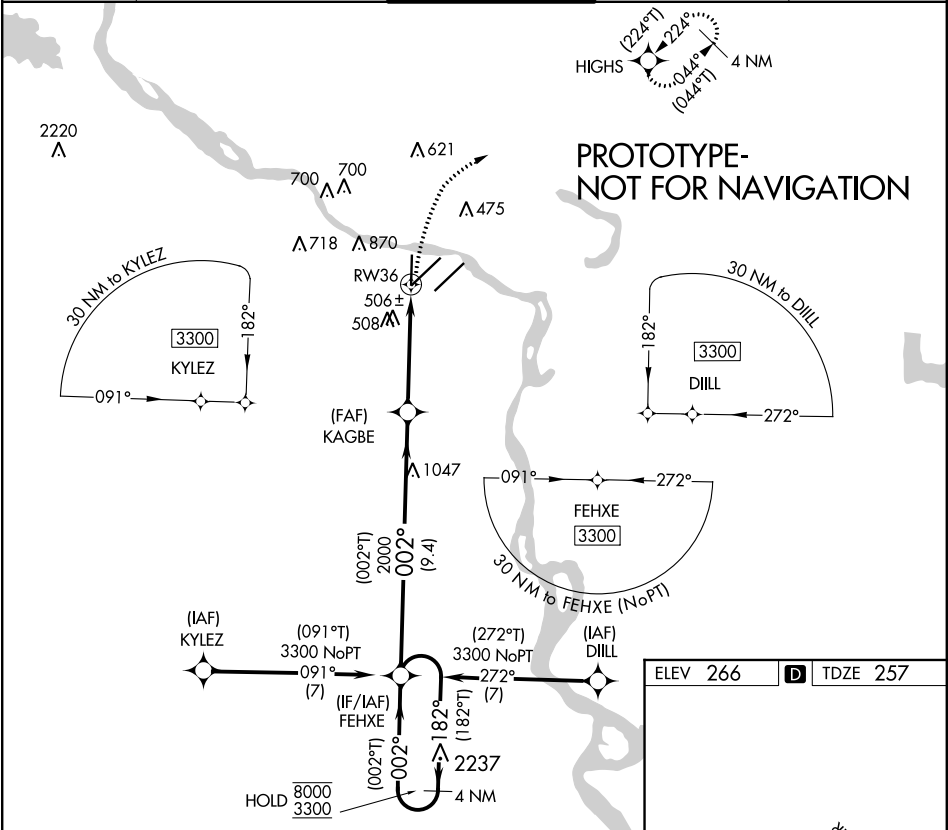 (224°T)
224°
HIGHS
4 NM
044°
(044°T)
2220
621
PROTOTYPE-
NOT FOR NAVIGATION
700
700
475
718
870
RW36
506±
508
30 NM to KYLEZ
182°
3300
KYLEZ
091°
30 NM to DIILL
182°
3300
DIILL
272°
(FAF)
KAGBE
1047
091°
272°
FEHXE
3300
30 NM to FEHXE (NoPT)
(002°T)
2000
002°
(9.4)
(IAF)
KYLEZ
(091°T)
3300 NoPT
091°
(7)
(272°T)
3300 NoPT
272°
(7)
(IAF)
DIILL
(IF/IAF)
FEHXE
(002°T)
002°
182°
(182°T)
2237
HOLD 8000
3300
4 NM
ELEV 266 D TDZE 257